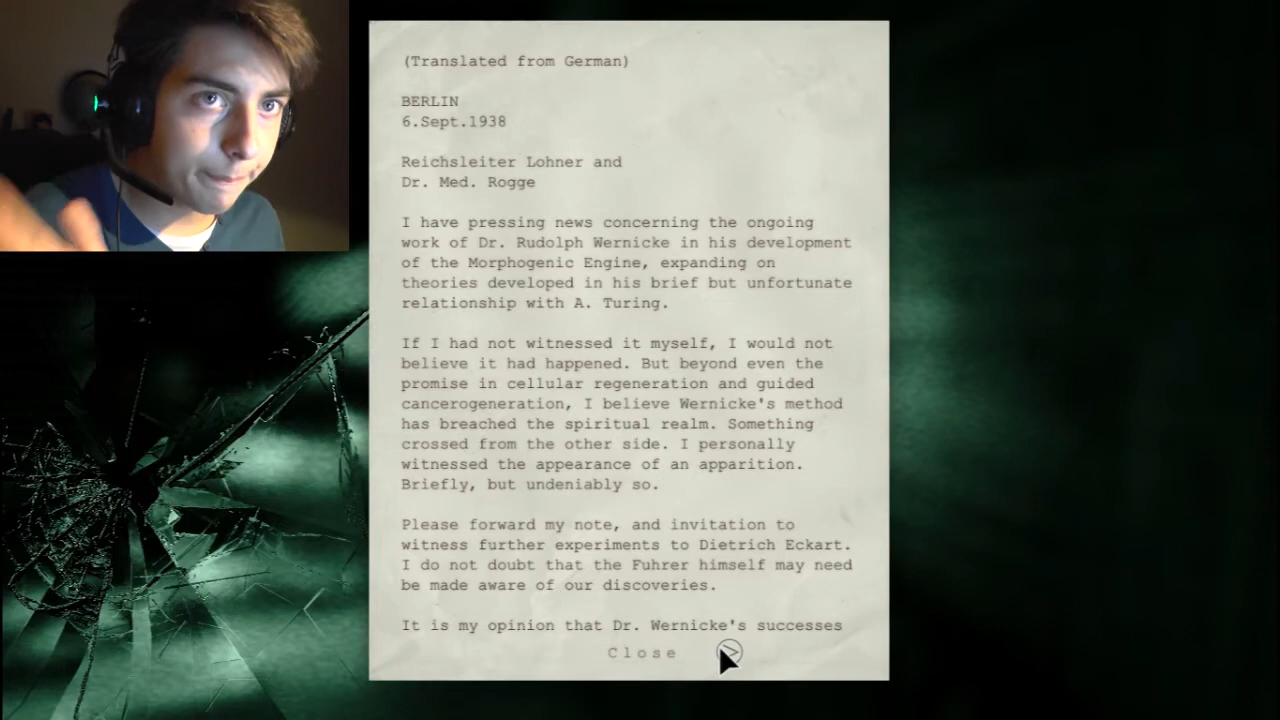 (Translated from German)
BERLIN
6.Sept.1938
Reichsleiter Lohner and
Dr. Med. Rogge
I have pressing news concerning the ongoing
work of Dr. Rudolph Wernicke in his development
of the Morphogenic Engine, expanding on
theories developed in his brief but unfortunate
relationship with A. Turing.
If I had not witnessed it myself, I would not
believe it had happened. But beyond even the
promise in cellular regeneration and guided
cancerogeneration, I believe Wernicke's method
has breached the spiritual realm. Something
crossed from the other side. I personally
witnessed the appearance of an apparition.
Briefly, but undeniably so.
Please forward my note, and invitation to
witness further experiments to Dietrich Eckart.
I do not doubt that the Fuhrer himself may need
be made aware of our discoveries.
It is my opinion that Dr. Wernicke's successes
Close